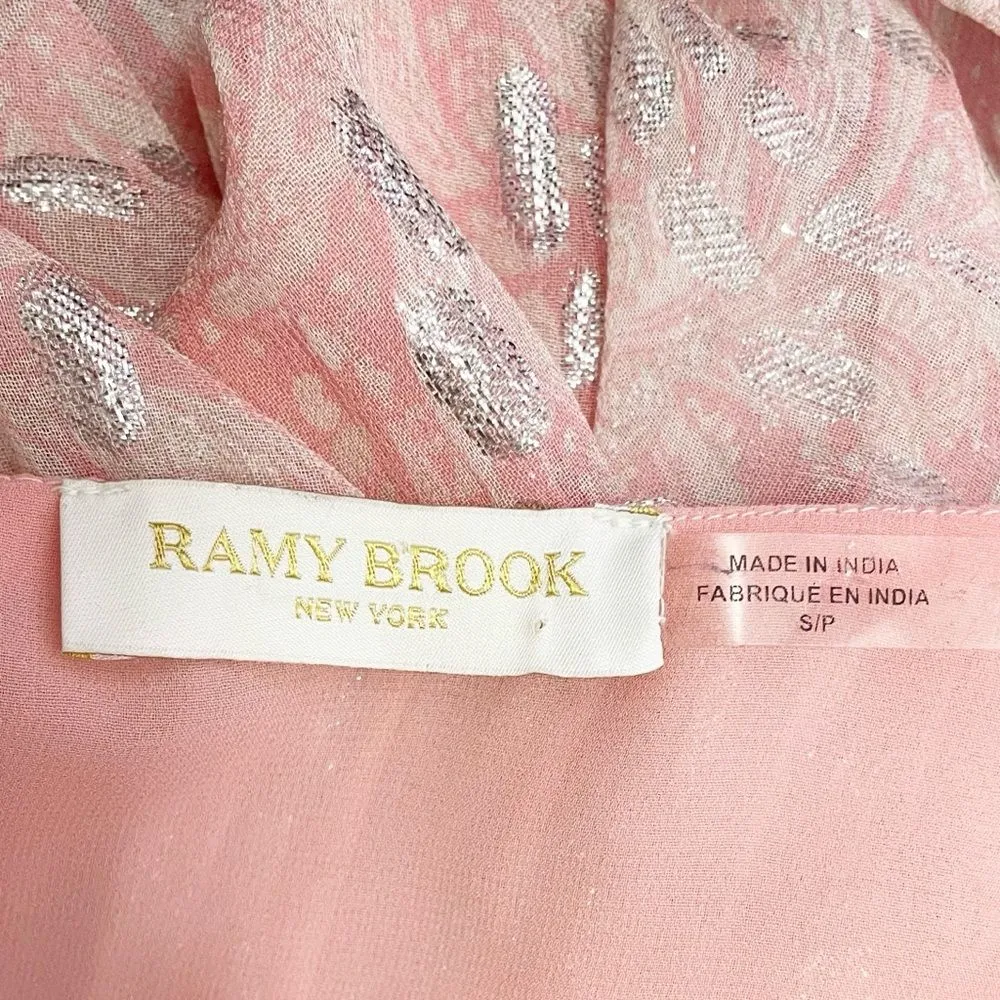 RAMY BROOK
NEW YORK
MADE IN INDIA
FABRIQUÉ EN INDIA
S/P